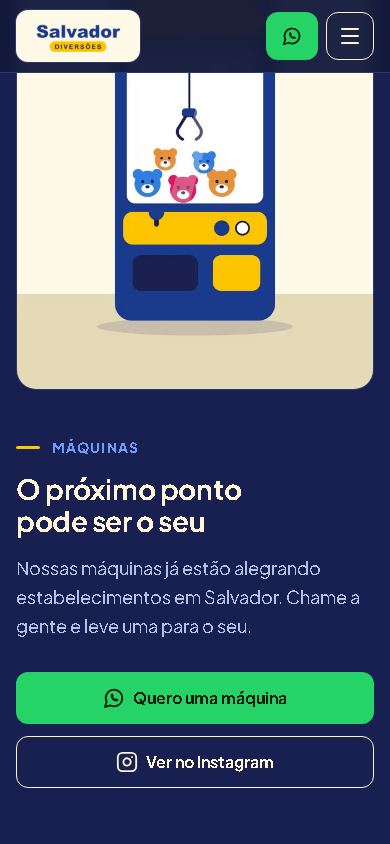 Salvador
DIVERSÕES
MÁQUINAS
O próximo ponto
pode ser o seu
Nossas máquinas já estão alegrando
estabelecimentos em Salvador. Chame a
gente e leve uma para o seu.
Quero uma máquina
Ver no Instagram